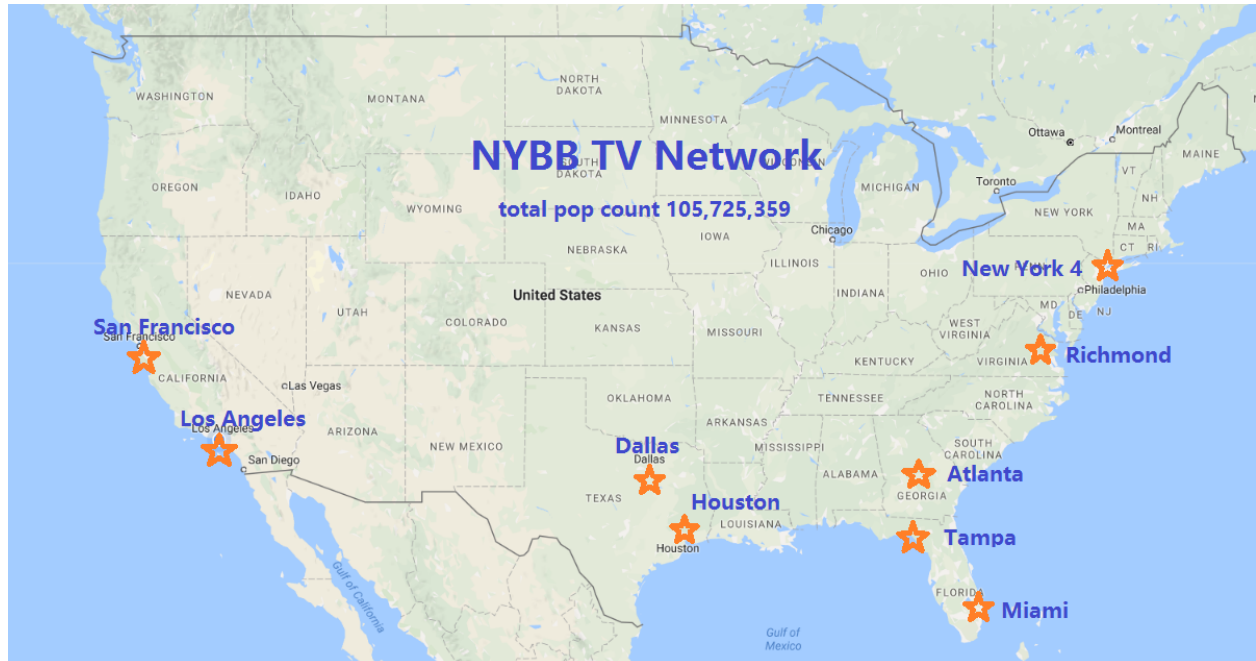 NORTH
DAKOTA
WASHINGTON
MONTANA
MINNESOTA
Ottawa
Montreal
MAINE
NYBB TV Network
SOUTH
DAKOTA
WISCONSIN
VT
OREGON
IDAHO
MICHIGAN
Toronto
NH
WYOMING
total pop count 105,725,359
NEW YORK
MA
Chicago
IOWA
CT
RI
NEBRASKA
ILLINOIS
OHIO
New York 4
NEVADA
United States
INDIANA
Philadelphia
MD
DE
NJ
UTAH
COLORADO
KANSAS
MISSOURI
WEST
VIRGINIA
San Francisco
San Francisco
KENTUCKY
VIRGINIA
Richmond
CALIFORNIA
Las Vegas
OKLAHOMA
TENNESSEE
NORTH
CAROLINA
Los Angeles
Los Angeles
ARIZONA
NEW MEXICO
ARKANSAS
San Diego
Dallas
Dallas
MISSISSIPPI
SOUTH
CAROLINA
ALABAMA
Atlanta
TEXAS
Houston
GEORGIA
LOUISIANA
Houston
Tampa
Gulf of California
FLORIDA
Miami
Gulf of
Mexico